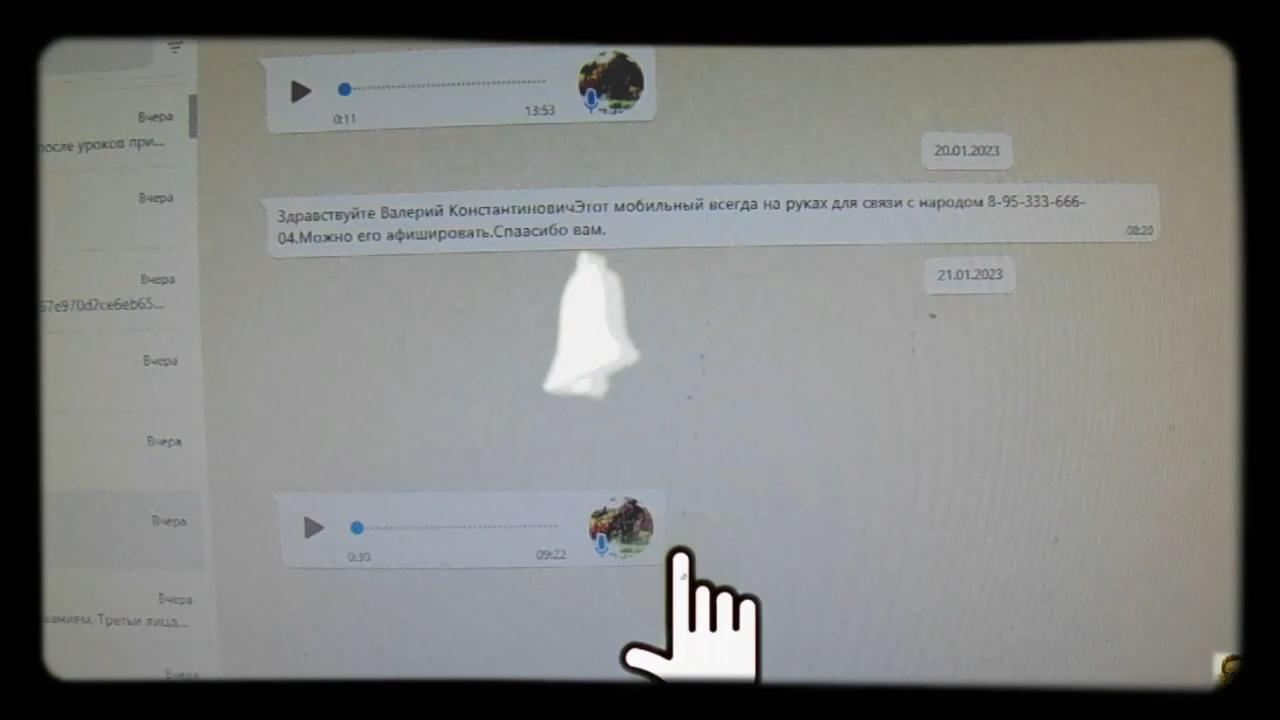 Вчера
после уроков при...
Вчера
Вчера
67e970d2ce6eb65...
Вчера
Вчера
Вчера
Вчера
Третьи лица...
Вчера
0:11
13:53
20.01.2023
Здравствуйте Валерий КонстантиновичЭтот мобильный всегда на руках для связи с народом 8-95-333-666-
04.Можно его афишировать.Спаасибо вам.
08:20
21.01.2023
0:30
09:22